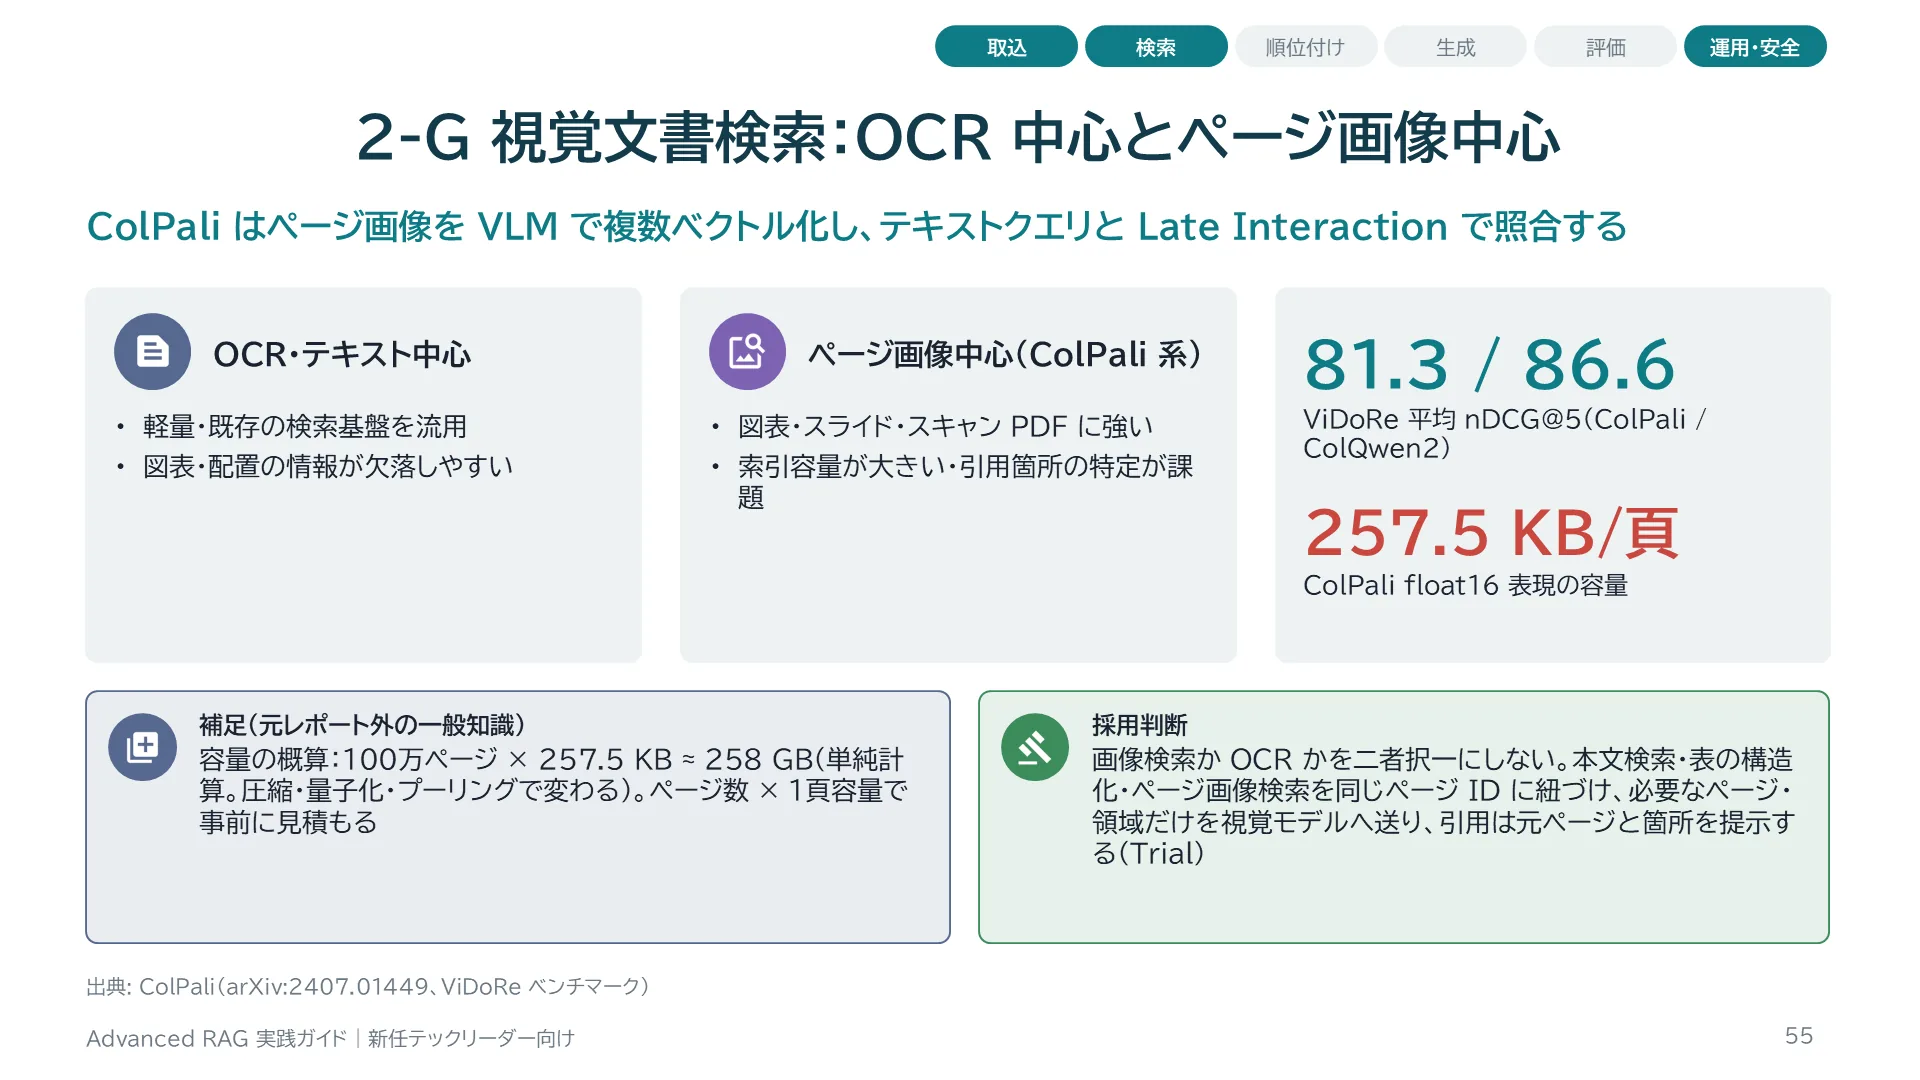 取込
検索
順位付け
生成
評価
運用・安全
2-G 視覚文書検索：OCR 中心とページ画像中心
ColPali はページ画像を VLM で複数ベクトル化し、テキストクエリと Late Interaction で照合する
OCR・テキスト中心
• 軽量・既存の検索基盤を流用
• 図表・配置の情報が欠落しやすい
ページ画像中心（ColPali 系）
• 図表・スライド・スキャン PDF に強い
• 索引容量が大きい・引用箇所の特定が課
題
81.3 / 86.6
ViDoRe 平均 nDCG@5（ColPali /
ColQwen2）
257.5 KB/頁
ColPali float16 表現の容量
補足（元レポート外の一般知識）
容量の概算：100万ページ × 257.5 KB ≈ 258 GB（単純計
算。圧縮・量子化・プーリングで変わる）。ページ数 × 1頁容量で
事前に見積もる
採用判断
画像検索か OCR かを二者択一にしない。本文検索・表の構造
化・ページ画像検索を同じページ ID に紐づけ、必要なページ・
領域だけを視覚モデルへ送り、引用は元ページと箇所を提示す
る（Trial）
出典: ColPali（arXiv:2407.01449、ViDoRe ベンチマーク）
Advanced RAG 実践ガイド｜新任テックリーダー向け
55